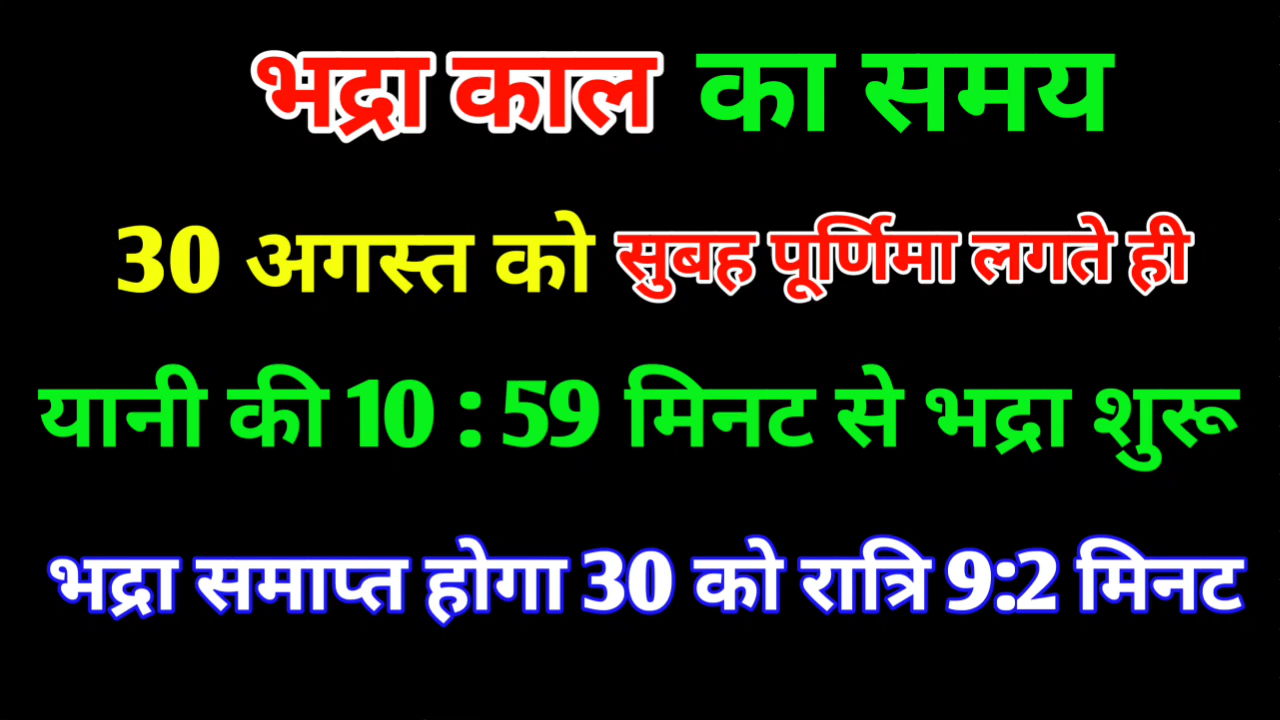 भद्रा काल का समय
30 अगस्त को सुबह पूर्णिमा लगते ही
यानी की 10 : 59 मिनट से भद्रा शुरू
भद्रा समाप्त होगा 30 को रात्रि 9:2 मिनट